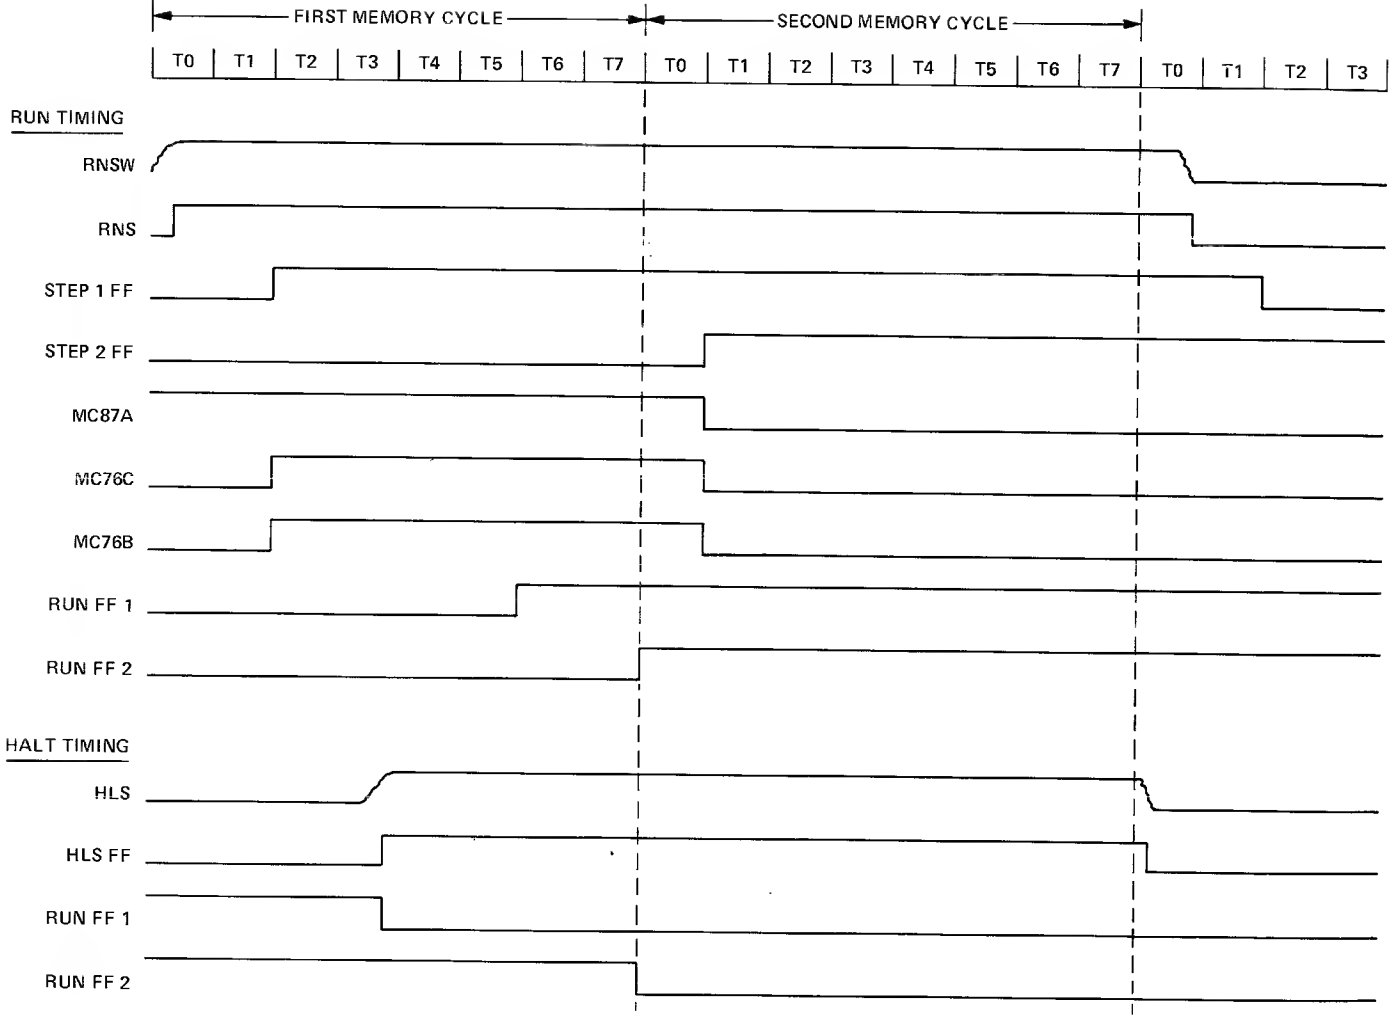 FIRST MEMORY CYCLE SECOND MEMORY CYCLE
T0 T1 T2 T3 T4 T5 T6 T7 T0 T1 T2 T3 T4 T5 T6 T7 T0 T1 T2 T3
RUN TIMING
RNSW
RNS
STEP 1 FF
STEP 2 FF
MC87A
MC76C
MC76B
RUN FF 1
RUN FF 2
HALT TIMING
HLS
HLS FF
RUN FF 1
RUN FF 2